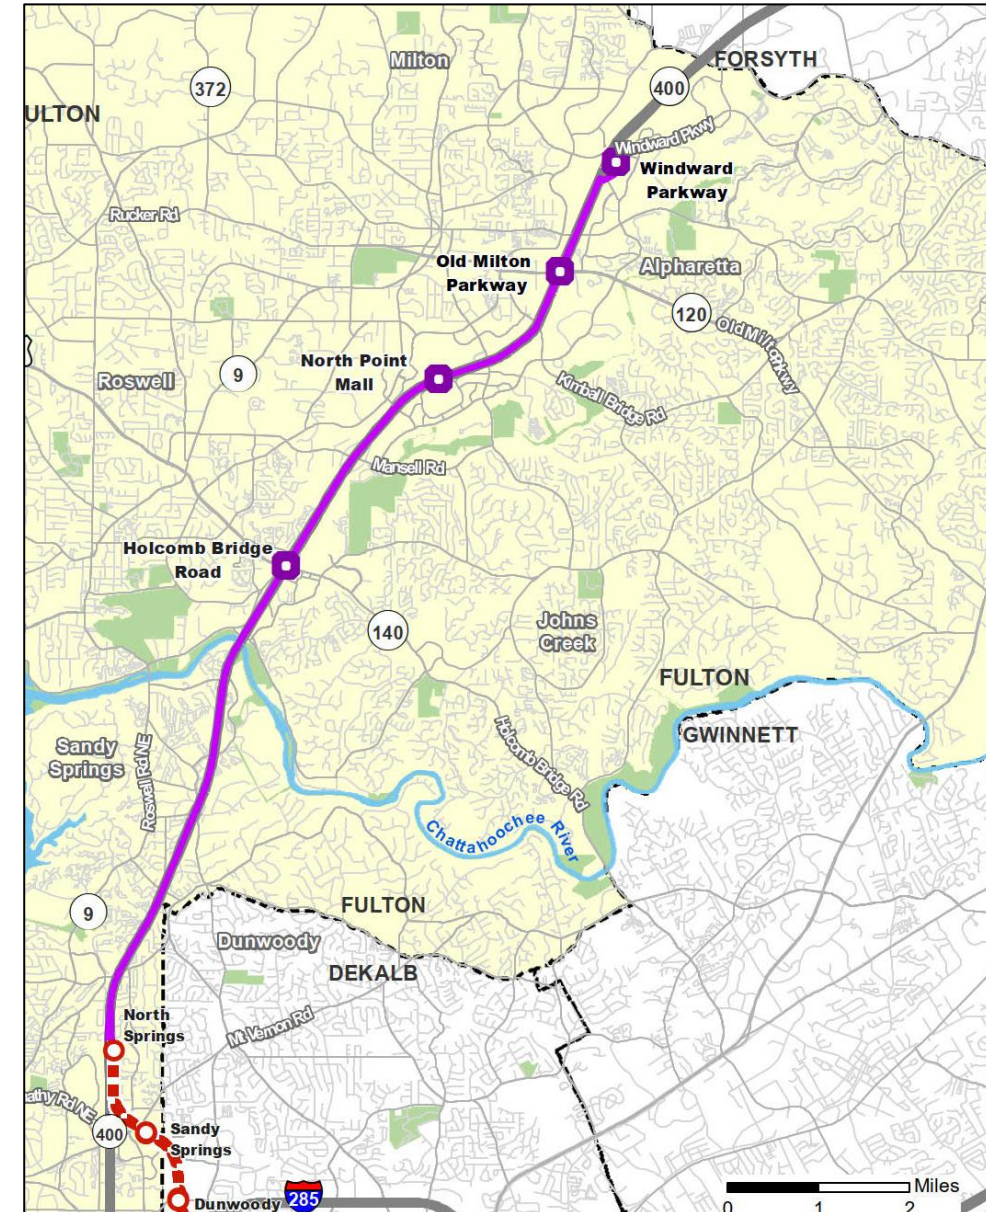 Milton
FORSYTH
372
400
ULTON
Windward Pkwy
Windward
Parkway
Rucker Rd
Old Milton
Parkway
Alpharetta
120
Old Milton Pkwy
North Point
Mall
9
Roswell
Kimball Bridge Rd
Mansell Rd
Holcomb Bridge
Road
140
Johns
Creek
FULTON
GWINNETT
Sandy
Springs
Roswell Rd NE
Holcomb Bridge Rd
Chattahoochee River
9
FULTON
Dunwoody
DEKALB
North
Springs
Mt Vernon Rd
athy Rd NE
400
Sandy
Springs
Dunwoody
285
Miles
0 1 2